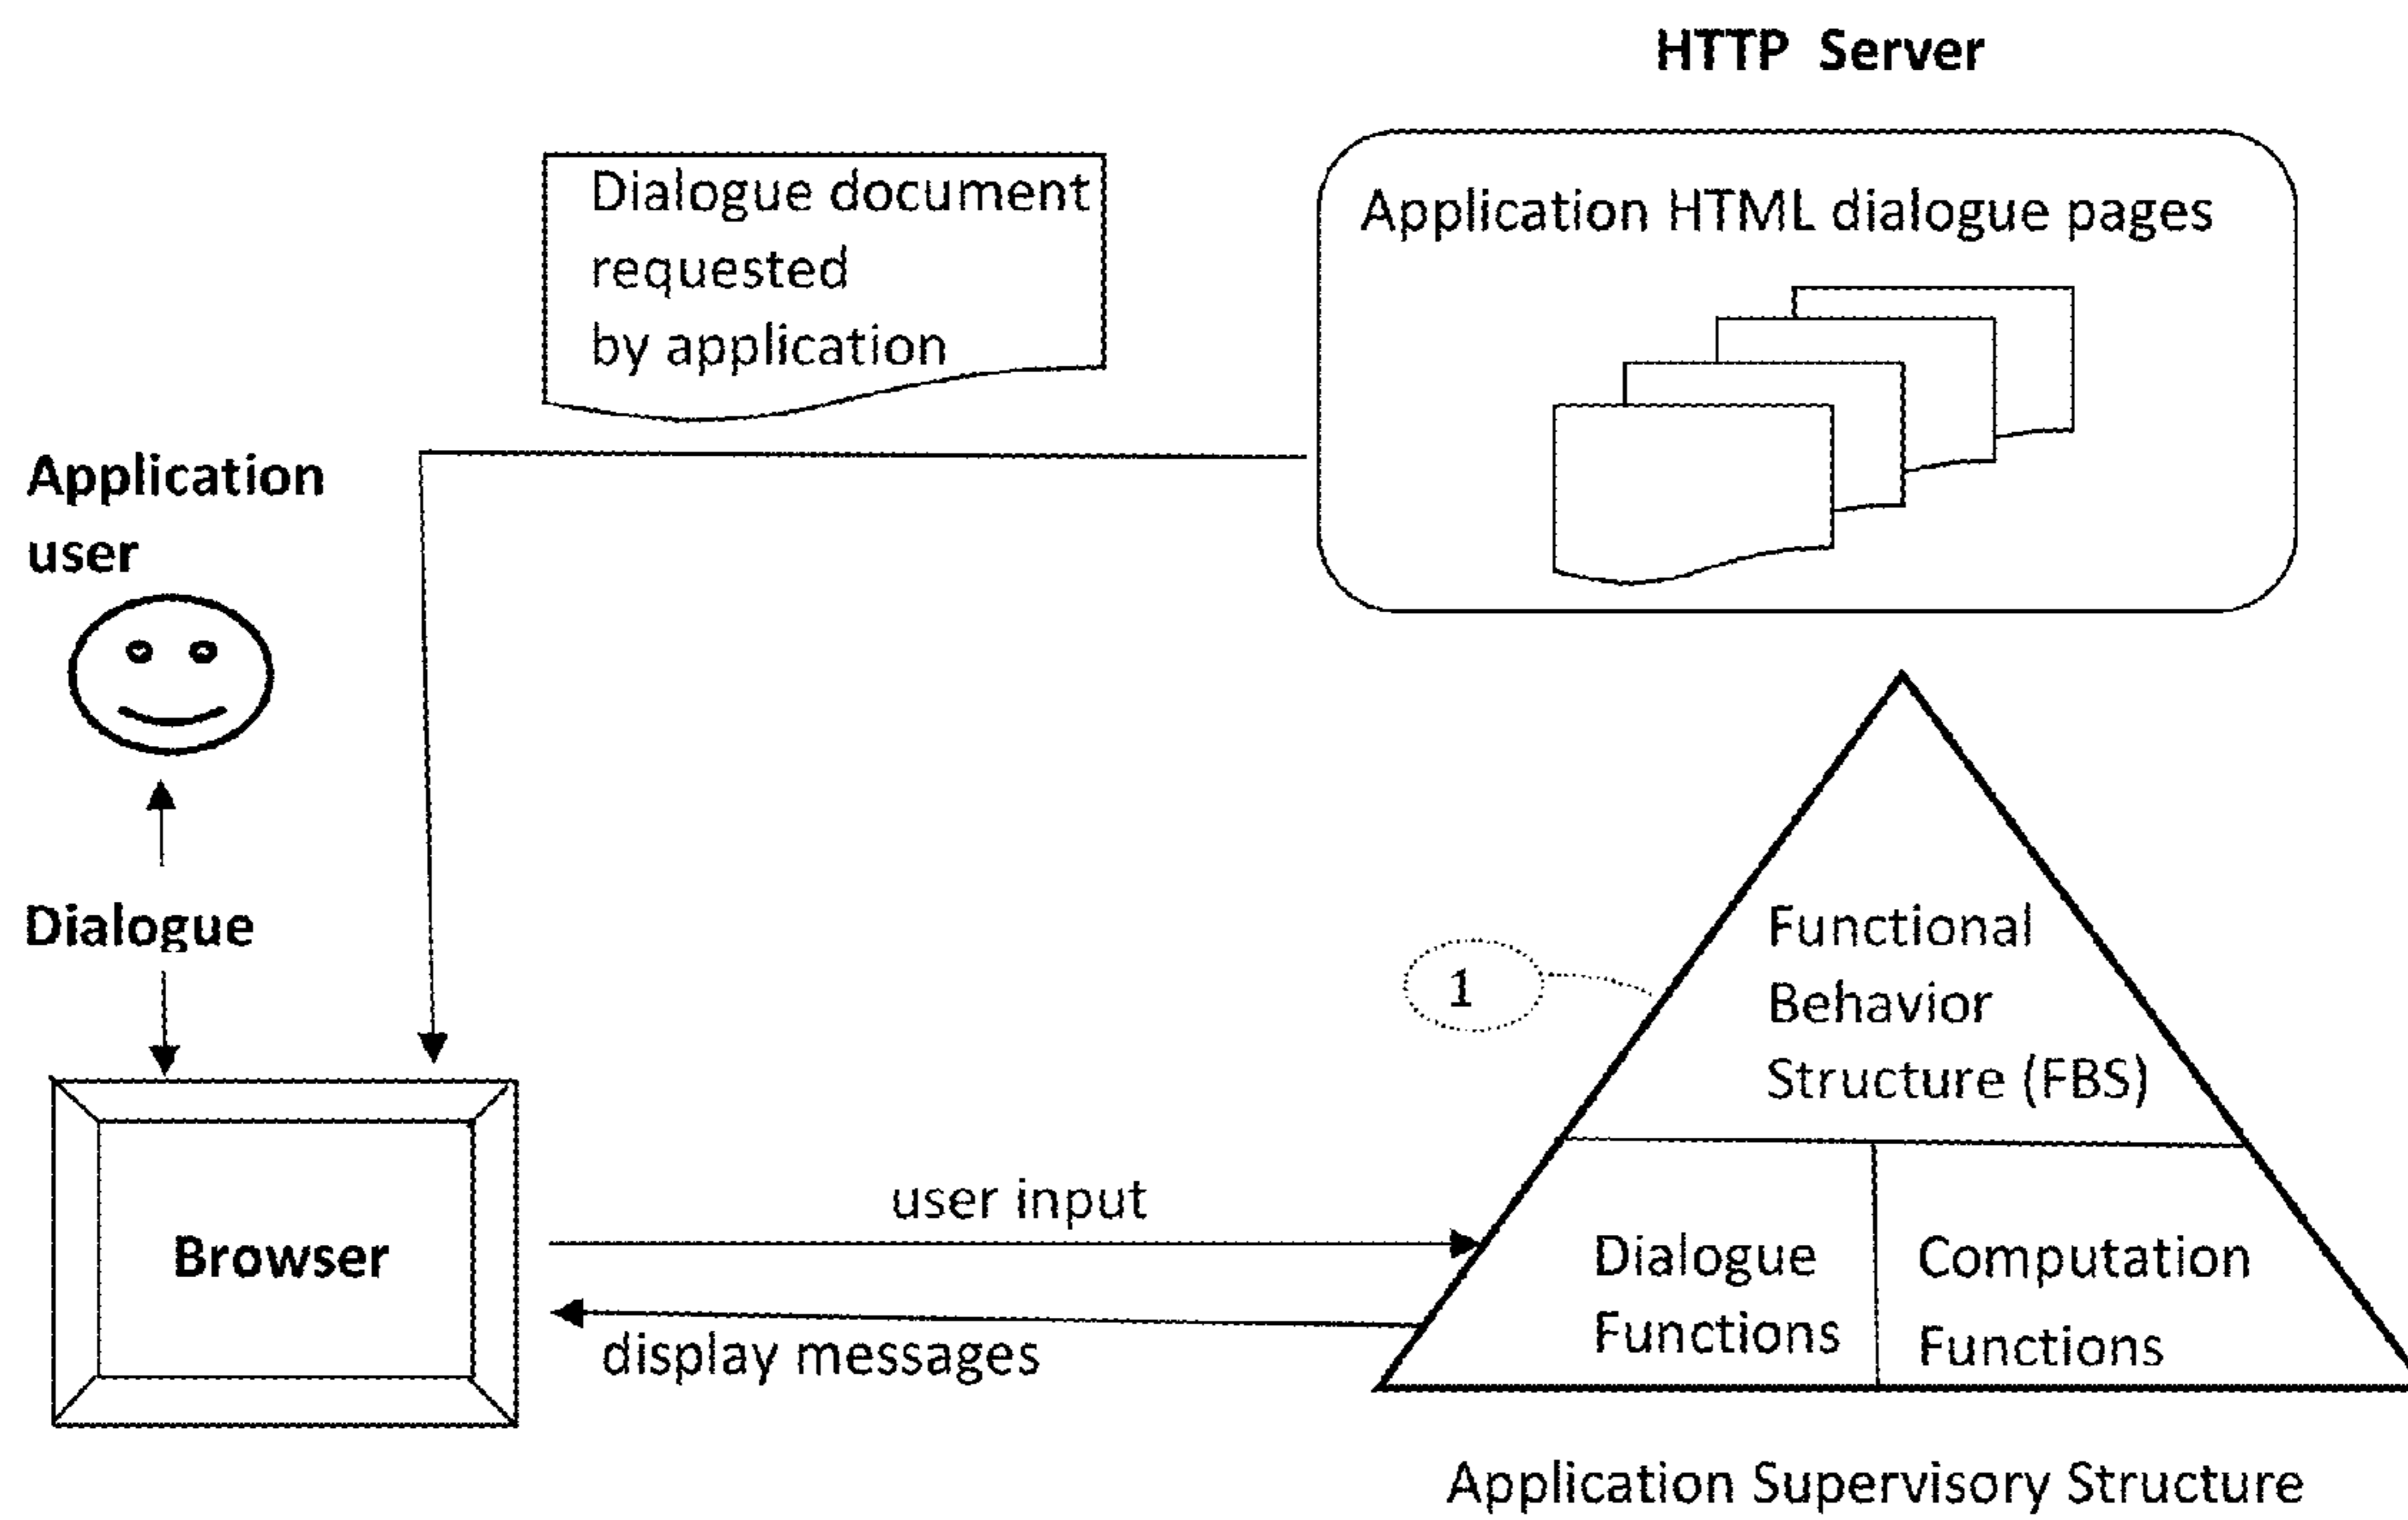 HTTP Server
Dialogue document
requested
by application
Application HTML dialogue pages
Application
user
Dialogue
Browser
user input
display messages
1
Functional
Behavior
Structure (FBS)
Dialogue
Functions
Computation
Functions
Application Supervisory Structure